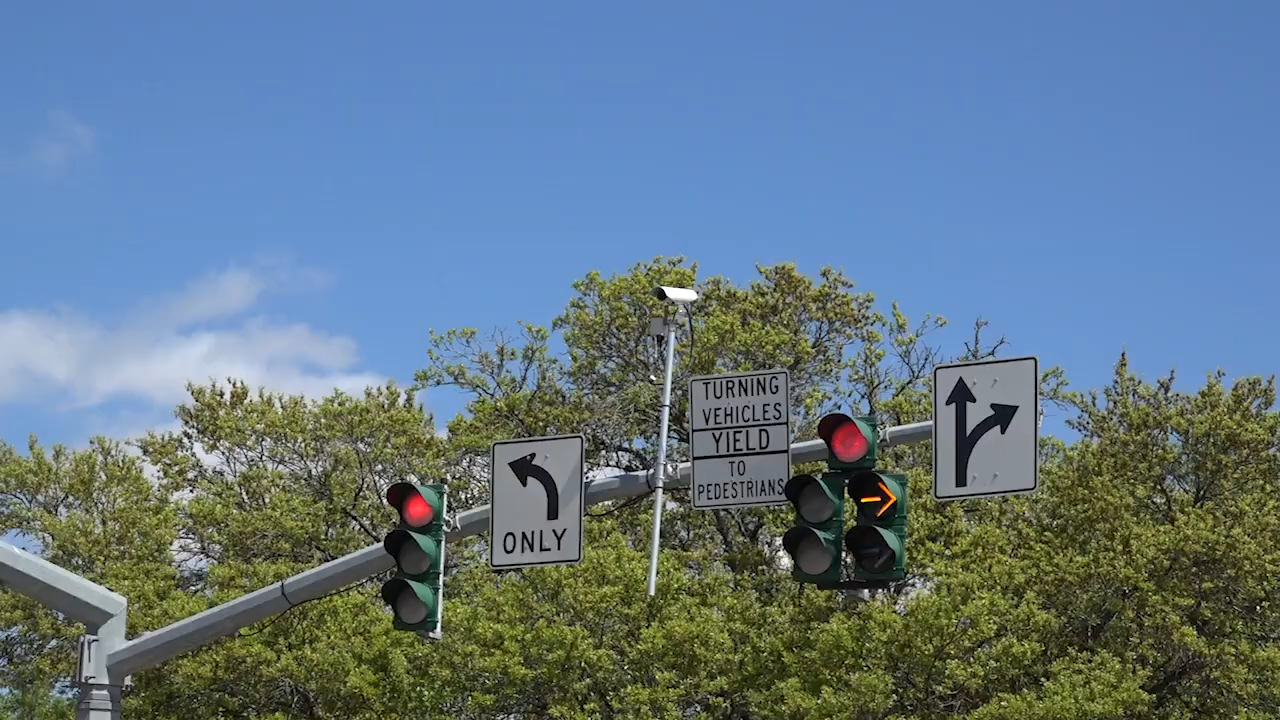 ONLY
TURNING
VEHICLES
YIELD
TO
PEDESTRIANS